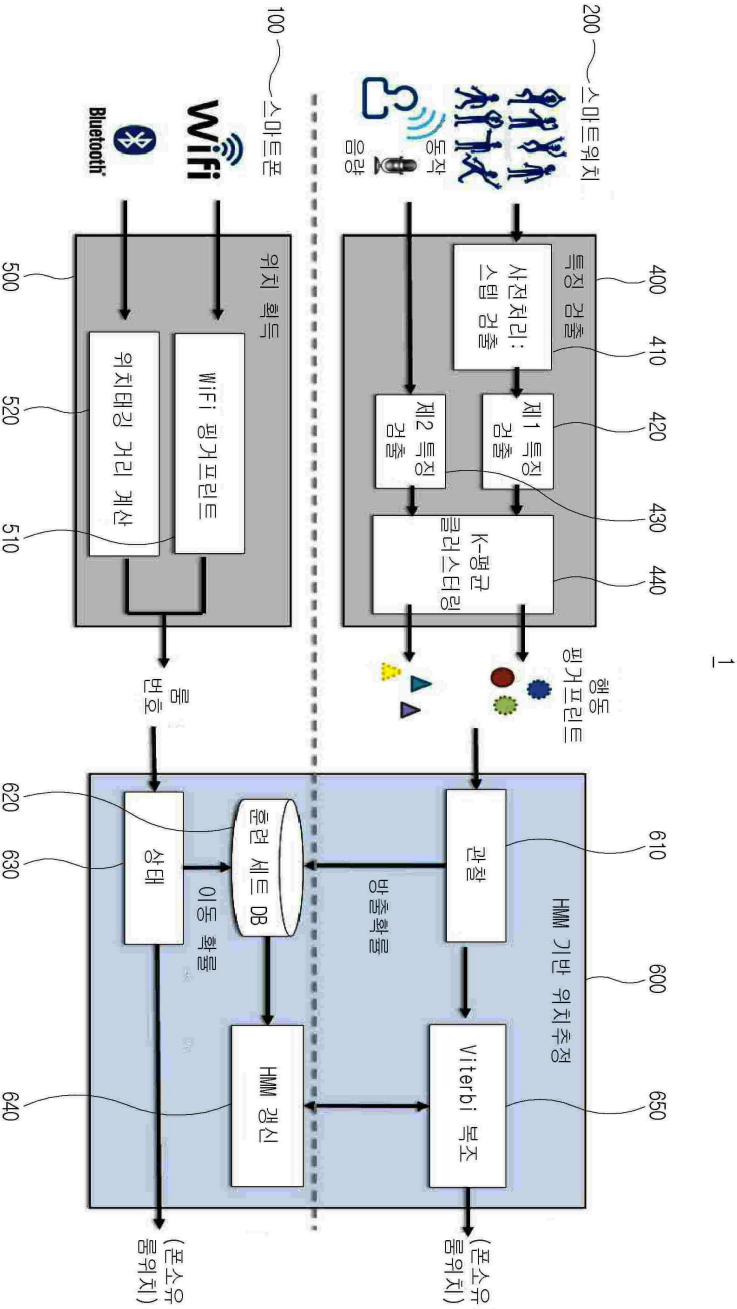 1
400
410
420
430
440
610
600
650
200
스마트위치
특징 검출
사전처리:
스텝 검출
제1 특징
검출
제2 특징
검출
K-평균
클러스터링
동작
음량
행동
핑거프린트
HMM 기반 위치추정
관찰
Viterbi 복조
(폰소유
룸위치)
방출확률
100
스마트폰
WiFi
Bluetooth
위치 획득
WiFi 핑거프린트
위치태깅 거리 계산
룸
번호
훈련 세트 DB
이동 확률
상태
HMM 갱신
(폰소유
룸위치)
500
520
510
620
630
640